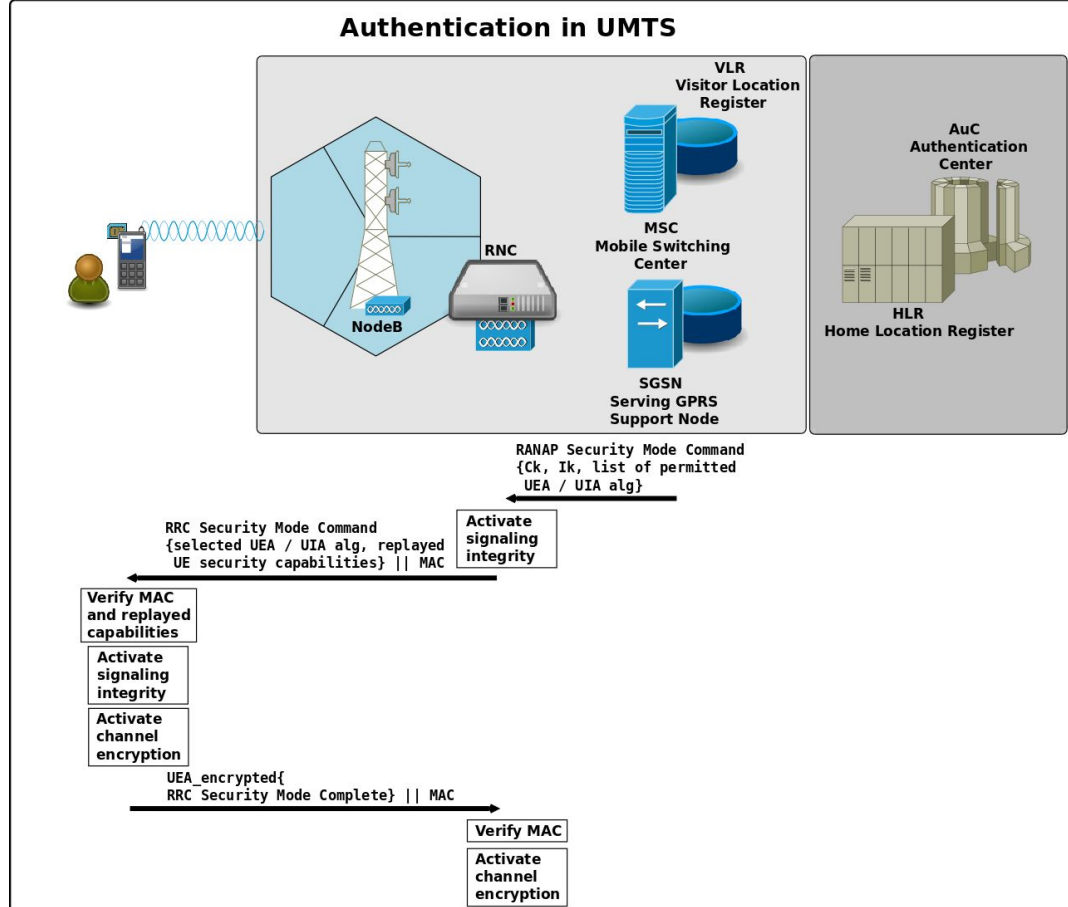 Authentication in UMTS
VLR
Visitor Location
Register
AuC
Authentication
Center
MSC
Mobile Switching
Center
RNC
NodeB
HLR
Home Location Register
SGSN
Serving GPRS
Support Node
RANAP Security Mode Command
{Ck, Ik, list of permitted
UEA / UIA alg}
Activate
signaling
integrity
RRC Security Mode Command
{selected UEA / UIA alg, replayed
UE security capabilities} || MAC
Verify MAC
and replayed
capabilities
Activate
signaling
integrity
Activate
channel
encryption
UEA_encrypted{
RRC Security Mode Complete} || MAC
Verify MAC
Activate
channel
encryption